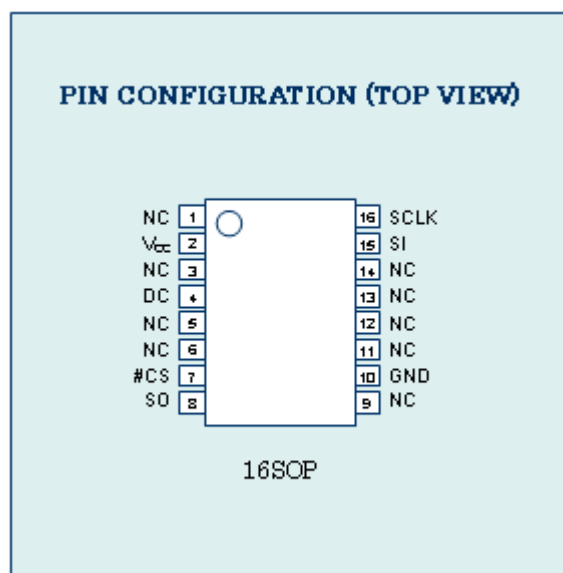 PIN CONFIGURATION (TOP VIEW)
NC 1 16 SCLK
Vcc 2 15 SI
NC 3 14 NC
DC 4 13 NC
NC 5 12 NC
NC 6 11 NC
#CS 7 10 GND
SO 8 9 NC
16SOP